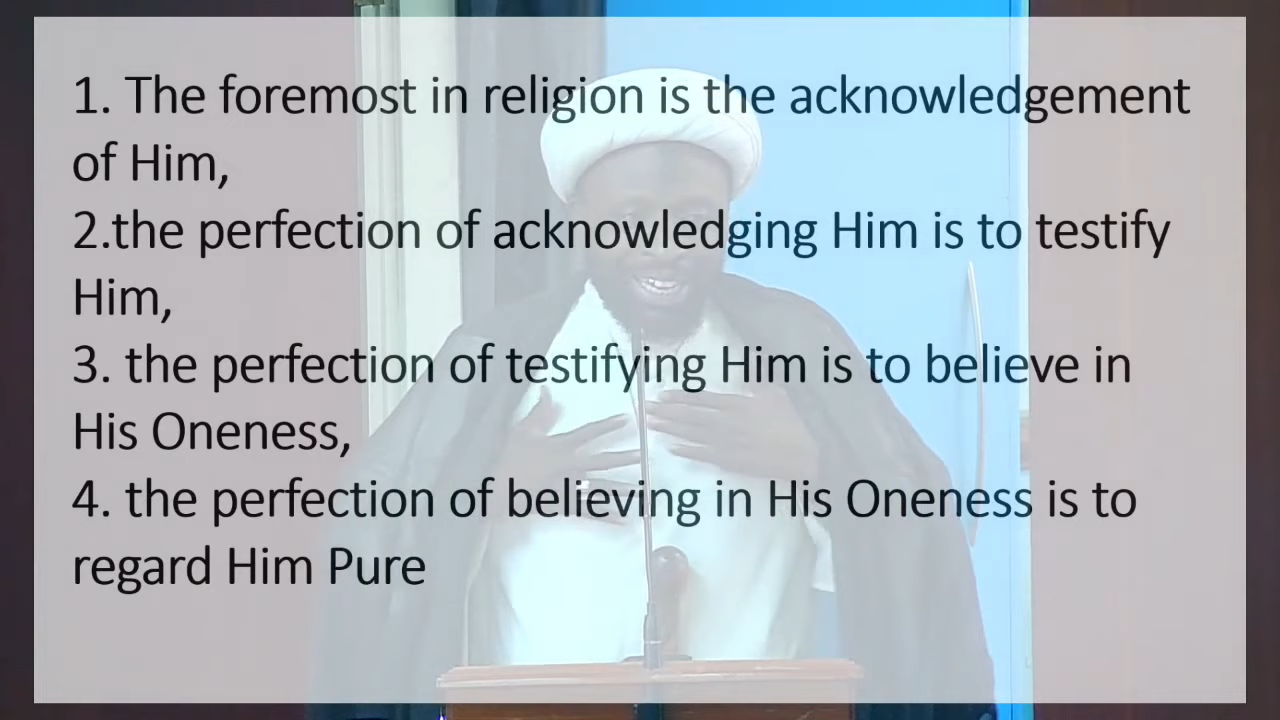 1. The foremost in religion is the acknowledgement
of Him,
2.the perfection of acknowledging Him is to testify
Him,
3. the perfection of testifying Him is to believe in
His Oneness,
4. the perfection of believing in His Oneness is to
regard Him Pure